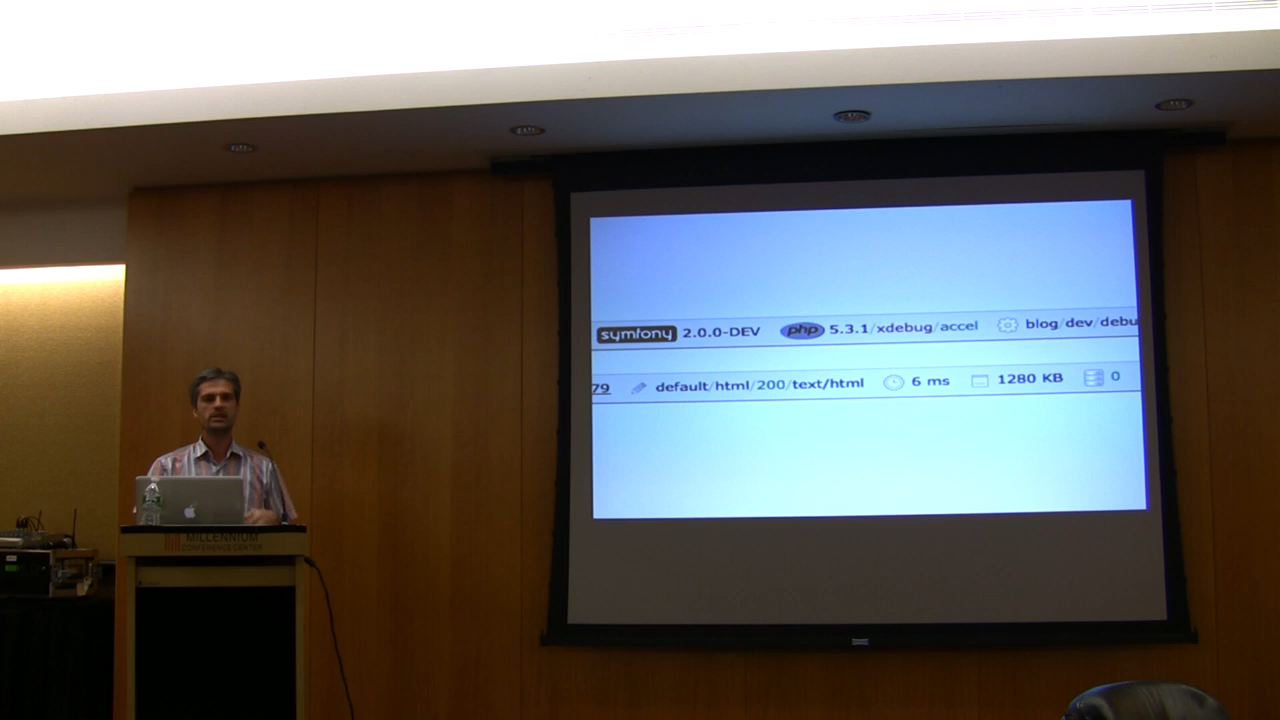 symfony 2.0.0-DEV php 5.3.1/xdebug/accel blog/dev/debu
79 default/html/200/text/html 6 ms 1280 KB 0
MILLENNIUM
CONFERENCE CENTER